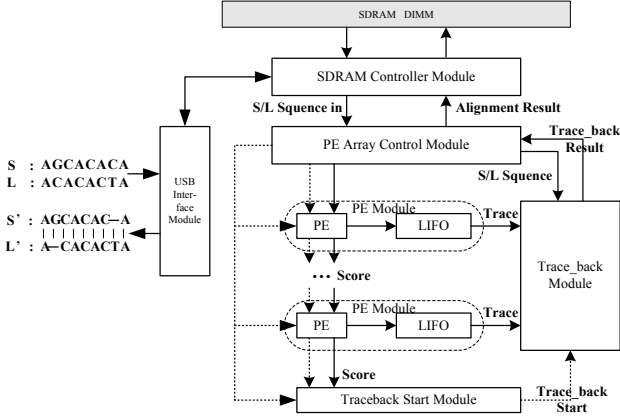 SDRAM DIMM
SDRAM Controller Module
S/L Squence in
Alignment Result
Trace_back
Result
PE Array Control Module
S/L Squence
S : AGCACACA
L : ACACACTA
USB
Inter-
face
Module
S' : AGCACAC–A
L' : A–CACACTA
PE Module
PE
LIFO
Trace
... Score
Trace_back
Module
PE Module
PE
LIFO
Trace
Score
Traceback Start Module
Trace_back
Start